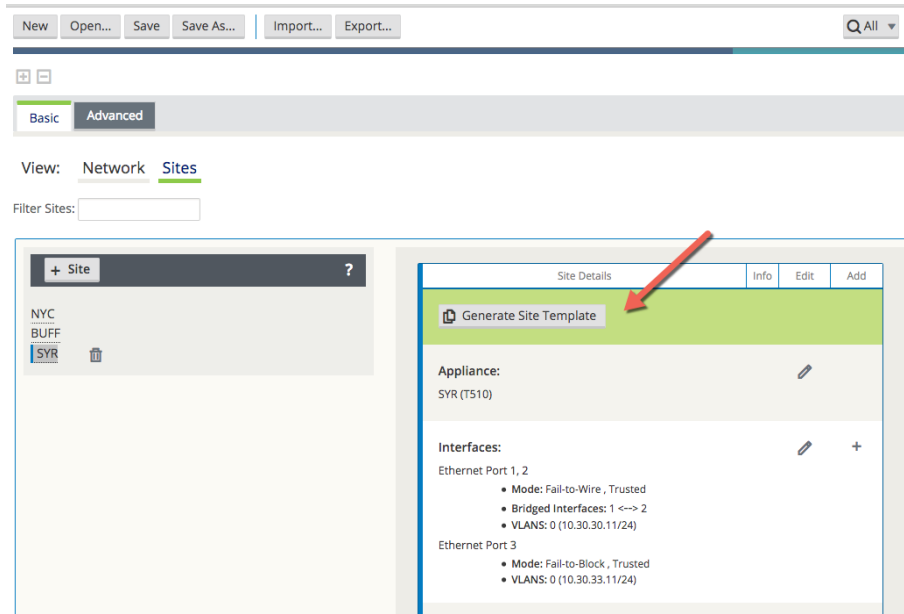 New Open... Save Save As... Import... Export... All
Basic Advanced
View: Network Sites
Filter Sites:
+ Site ?
NYC
BUFF
SYR
Site Details Info Edit Add
Generate Site Template
Appliance:
SYR (T510)
Interfaces: +
Ethernet Port 1, 2
• Mode: Fail-to-Wire , Trusted
• Bridged Interfaces: 1 <--> 2
• VLANS: 0 (10.30.30.11/24)
Ethernet Port 3
• Mode: Fail-to-Block , Trusted
• VLANS: 0 (10.30.33.11/24)